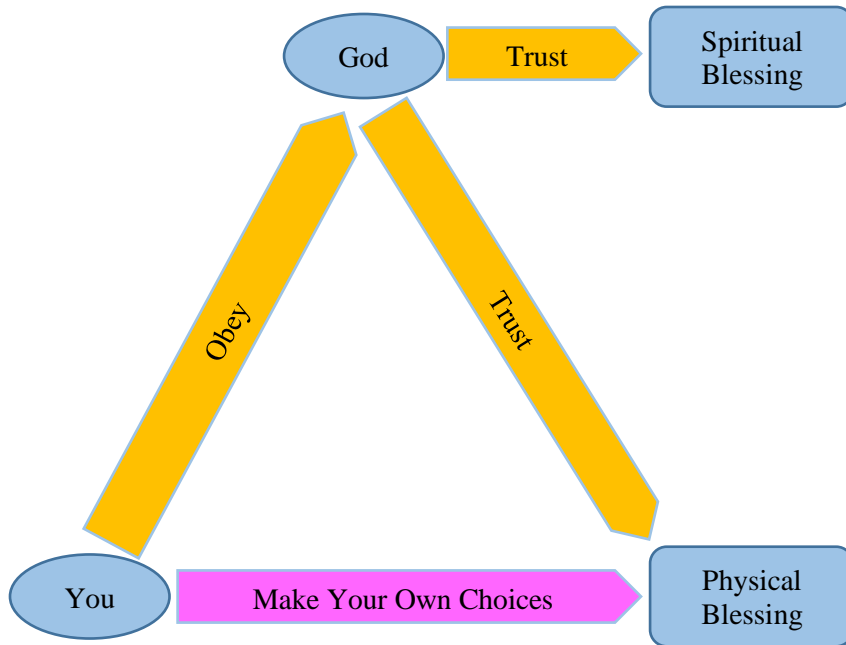 God
Trust
Spiritual
Blessing
Obey
Trust
You
Make Your Own Choices
Physical
Blessing